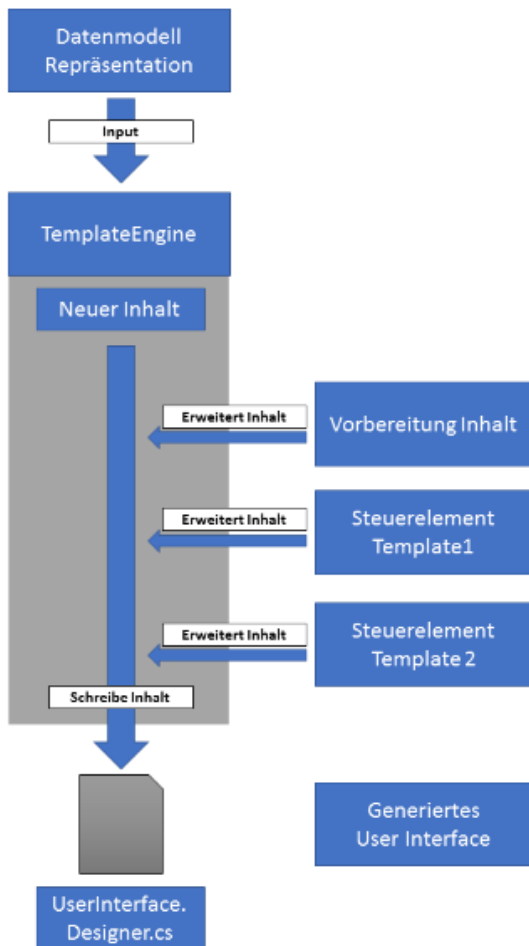 Datenmodell
Repräsentation
Input
TemplateEngine
Neuer Inhalt
Erweitert Inhalt
Vorbereitung Inhalt
Erweitert Inhalt
Steuerelement
Template1
Erweitert Inhalt
Steuerelement
Template 2
Schreibe Inhalt
Generiertes
User Interface
UserInterface.
Designer.cs